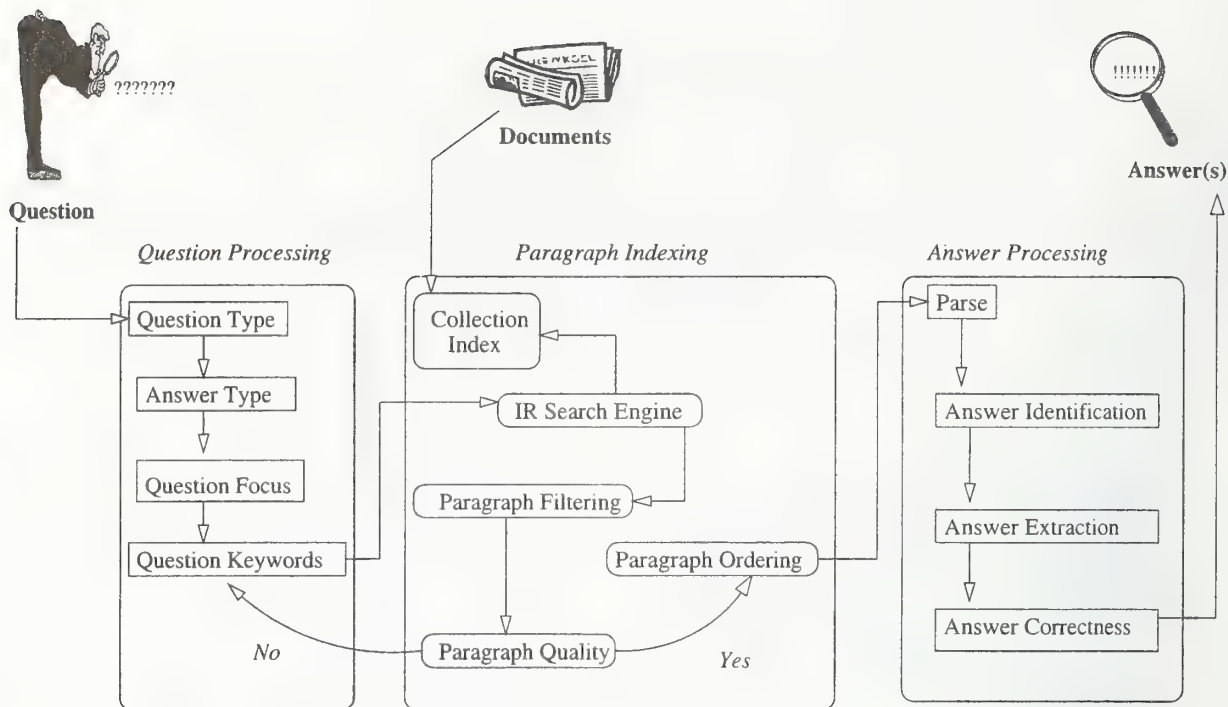 ???????
!!!!!!!
Documents
Answer(s)
Question
Question Processing
Paragraph Indexing
Answer Processing
Question Type
Answer Type
Question Focus
Question Keywords
No
Collection
Index
IR Search Engine
Paragraph Filtering
Paragraph Ordering
Paragraph Quality
Yes
Parse
Answer Identification
Answer Extraction
Answer Correctness